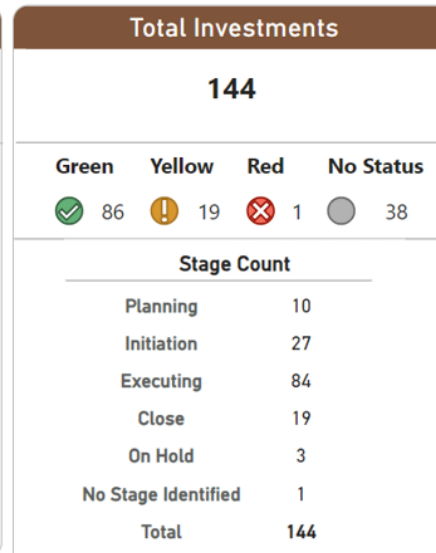 Total Investments
144
Green Yellow Red No Status
86 19 1 38
Stage Count
Planning 10
Initiation 27
Executing 84
Close 19
On Hold 3
No Stage Identified 1
Total 144